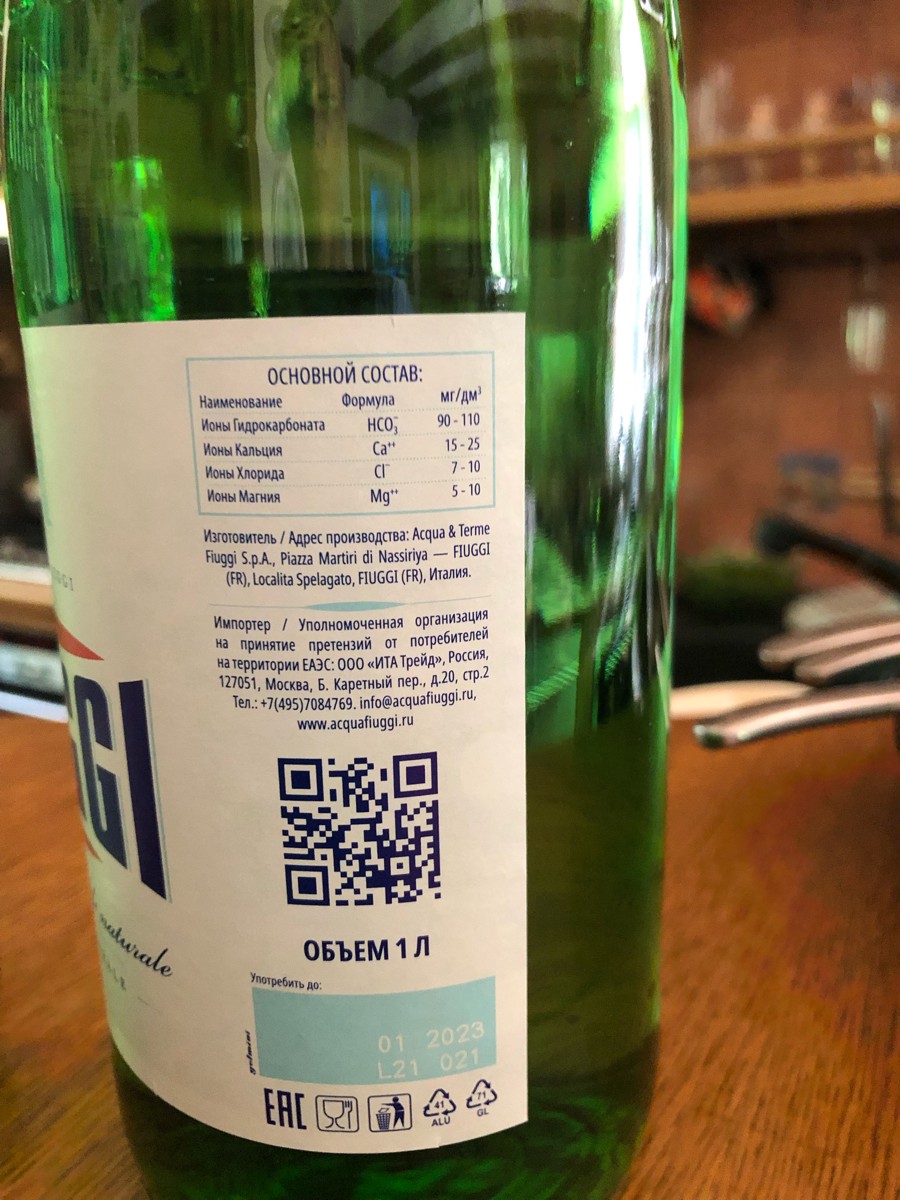 ОСНОВНОЙ СОСТАВ:
Наименование Формула мг/дм³
Ионы Гидрокарбоната HCO₃⁻ 90 - 110
Ионы Кальция Ca⁺⁺ 15 - 25
Ионы Хлорида Cl⁻ 7 - 10
Ионы Магния Mg⁺⁺ 5 - 10
Изготовитель / Адрес производства: Acqua & Terme
Fiuggi S.p.A., Piazza Martiri di Nassiriya — FIUGGI
(FR), Localita Spelagato, FIUGGI (FR), Италия.
Импортер / Уполномоченная организация
на принятие претензий от потребителей
на территории ЕАЭС: ООО «ИТА Трейд», Россия,
127051, Москва, Б. Каретный пер., д.20, стр.2
Тел.: +7(495)7084769. info@acquafiuggi.ru,
www.acquafiuggi.ru
GGI
naturale
ОБЪЕМ 1 Л
Употребить до:
01 2023
L21 021
golmini
EAC
41
ALU
71
GL